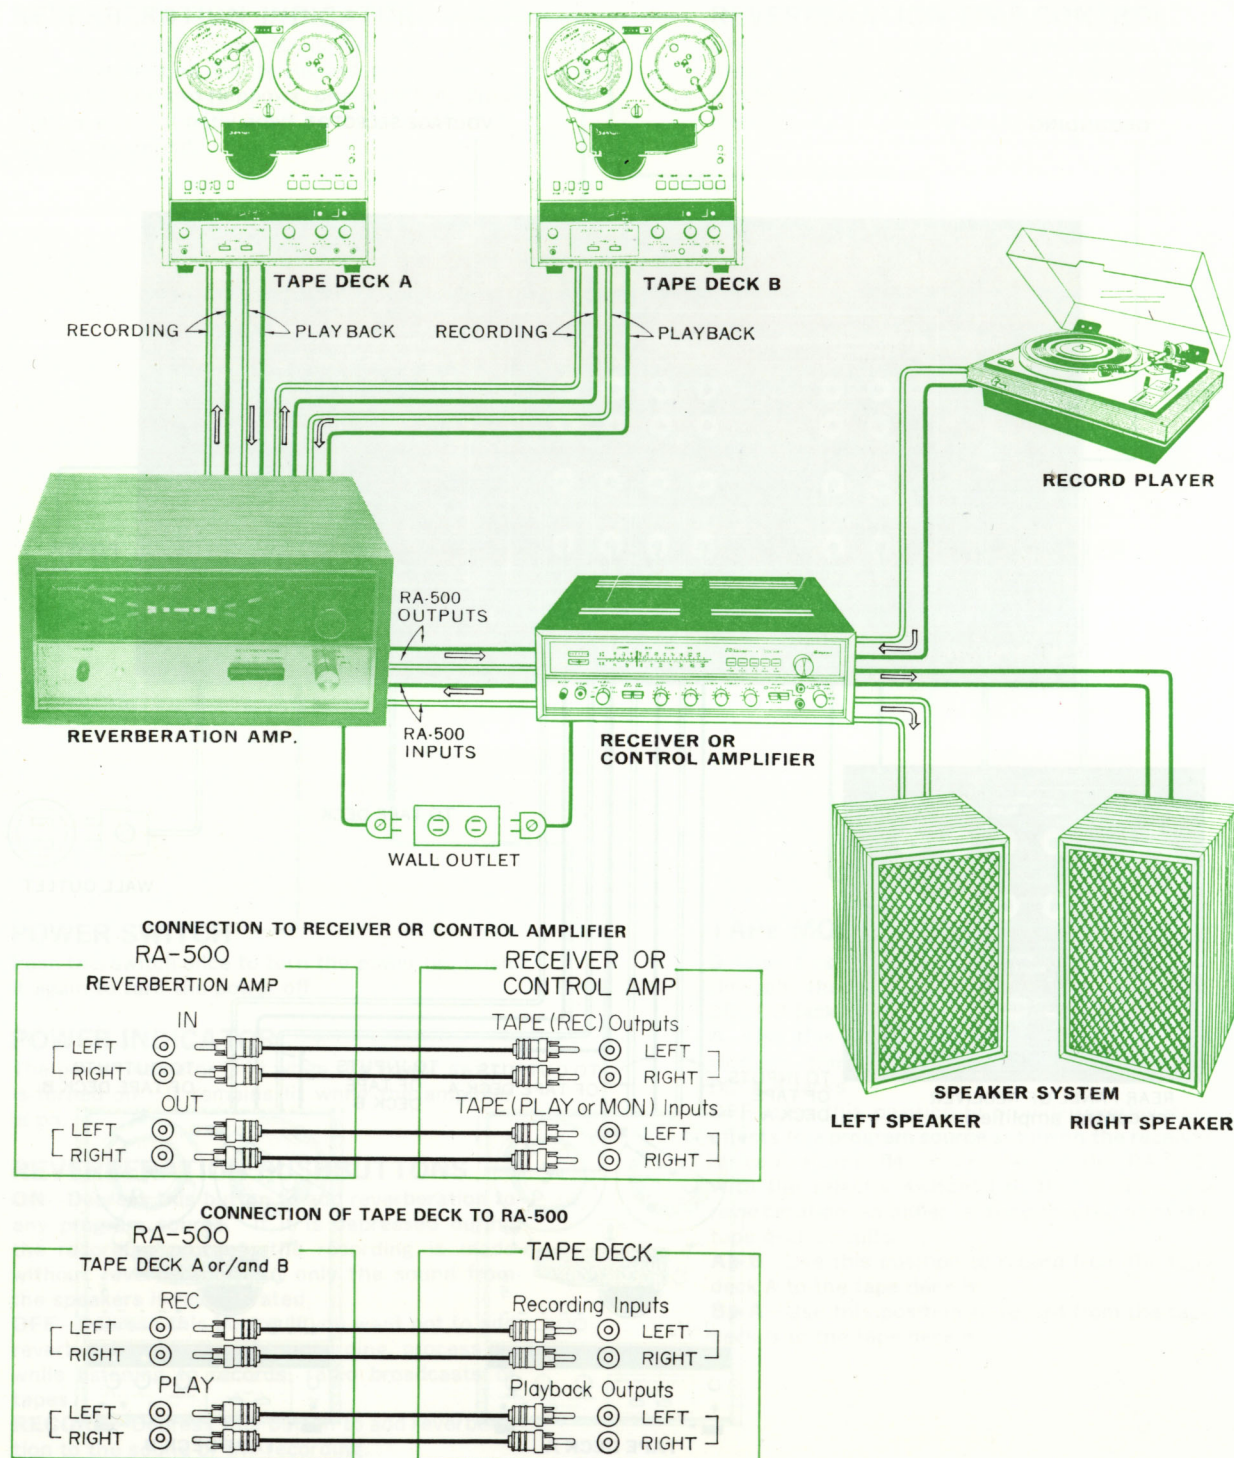 TAPE DECK A
TAPE DECK B
RECORDING
PLAYBACK
RECORDING
PLAYBACK
RECORD PLAYER
RA-500
OUTPUTS
REVERBERATION AMP.
RA-500
INPUTS
RECEIVER OR
CONTROL AMPLIFIER
WALL OUTLET
SPEAKER SYSTEM
LEFT SPEAKER
RIGHT SPEAKER
CONNECTION TO RECEIVER OR CONTROL AMPLIFIER
RA-500
REVERBERTION AMP
RECEIVER OR
CONTROL AMP
IN
TAPE (REC) Outputs
LEFT
LEFT
RIGHT
RIGHT
OUT
TAPE (PLAY or MON) Inputs
LEFT
LEFT
RIGHT
RIGHT
CONNECTION OF TAPE DECK TO RA-500
RA-500
TAPE DECK A or/and B
TAPE DECK
REC
Recording Inputs
LEFT
LEFT
RIGHT
RIGHT
PLAY
Playback Outputs
LEFT
LEFT
RIGHT
RIGHT